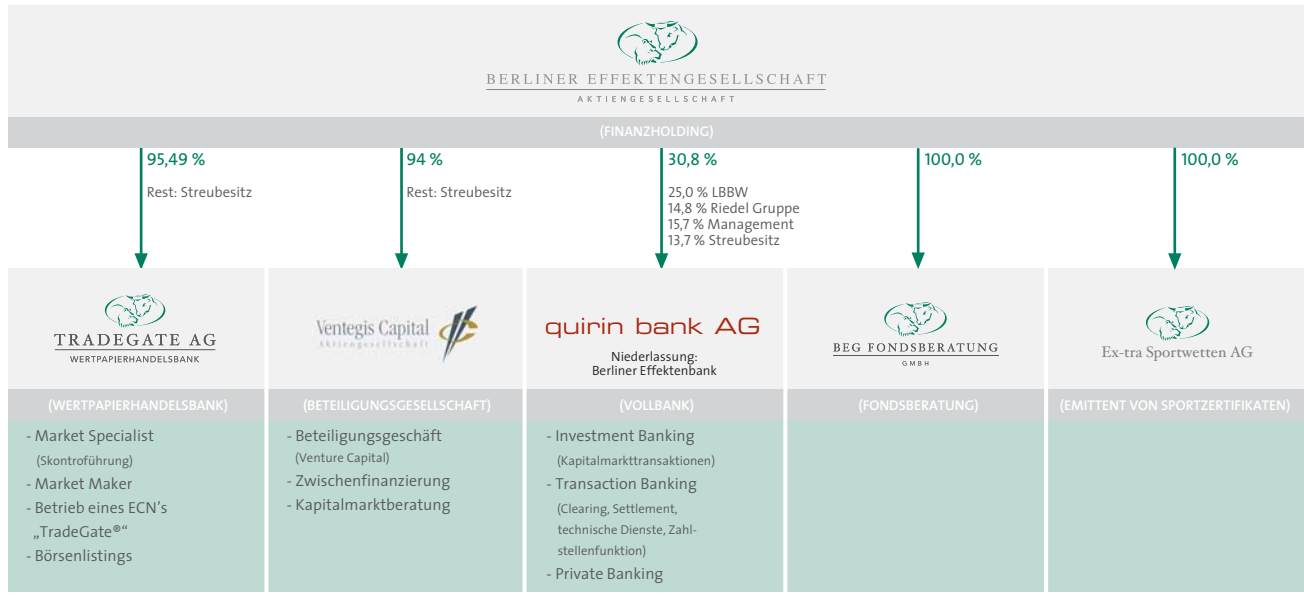 BERLINER EFFEKTENGESELLSCHAFT
AKTIENGESELLSCHAFT
(FINANZHOLDING)
95,49 %
Rest: Streubesitz
94 %
Rest: Streubesitz
30,8 %
25,0 % LBBW
14,8 % Riedel Gruppe
15,7 % Management
13,7 % Streubesitz
100,0 %
100,0 %
TRADEGATE AG
WERTPAPIERHANDELSBANK
(WERTPAPIERHANDELSBANK)
- Market Specialist
(Skontroführung)
- Market Maker
- Betrieb eines ECN's
„TradeGate®“
- Börsenlistings
Ventegis Capital
Aktiengesellschaft
(BETEILIGUNGSGESELLSCHAFT)
- Beteiligungsgeschäft
(Venture Capital)
- Zwischenfinanzierung
- Kapitalmarktberatung
quirin bank AG
Niederlassung:
Berliner Effektenbank
(VOLLBANK)
- Investment Banking
(Kapitalmarkttransaktionen)
- Transaction Banking
(Clearing, Settlement,
technische Dienste, Zahl-
stellenfunktion)
- Private Banking
BEG FONDSBERATUNG
GMBH
(FONDSBERATUNG)
Ex-tra Sportwetten AG
(EMITTENT VON SPORTZERTIFIKATEN)